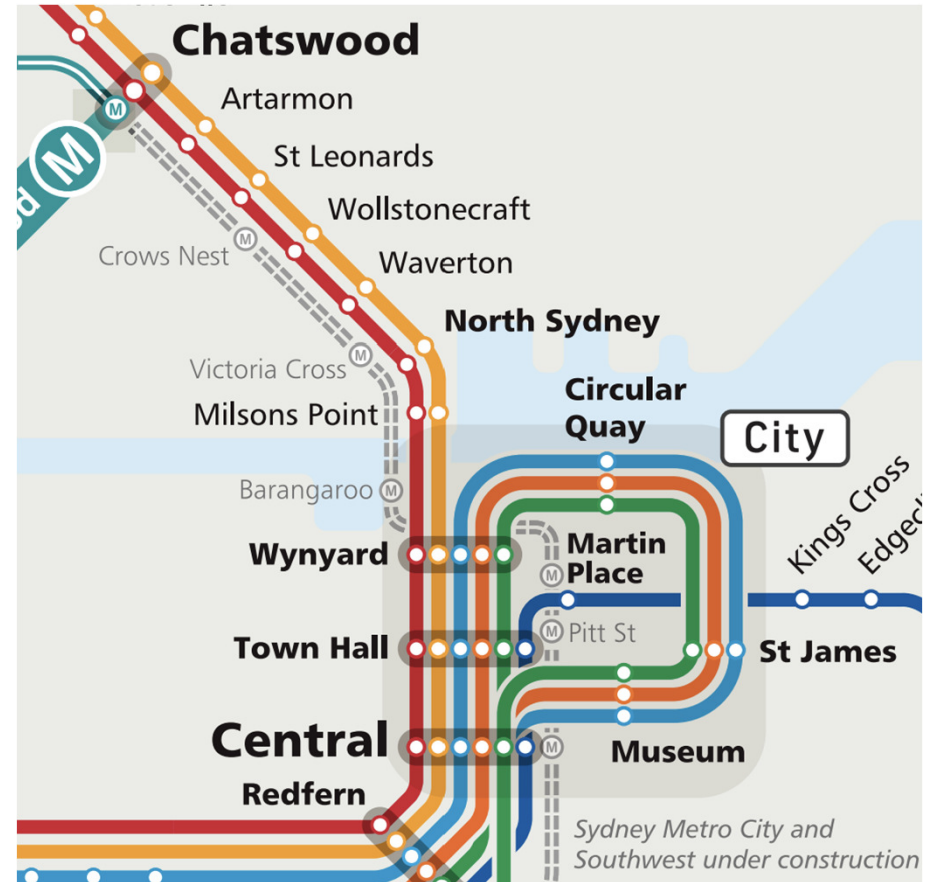 Chatswood
M
Artarmon
M
St Leonards
Wollstonecraft
M
Crows Nest
Waverton
North Sydney
M
Victoria Cross
Circular
Quay
Milsons Point
City
Barangaroo M
Kings Cross
Wynyard
Martin
Place
M
M Pitt St
Town Hall
St James
Central
M
Museum
Redfern
Sydney Metro City and
Southwest under construction